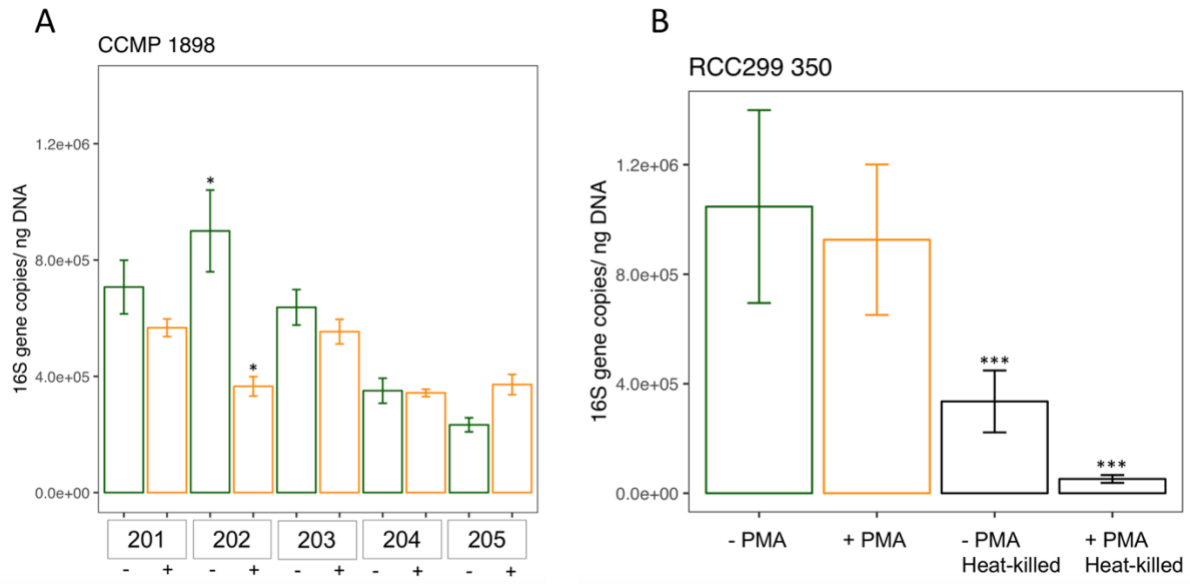 A
CCMP 1898
16S gene copies/ ng DNA
1.2e+06
8.0e+05
4.0e+05
0.0e+00
*
*
201 202 203 204 205
- + - + - + - + - +
B
RCC299 350
16S gene copies/ ng DNA
1.2e+06
8.0e+05
4.0e+05
0.0e+00
***
***
- PMA + PMA - PMA + PMA
Heat-killed Heat-killed